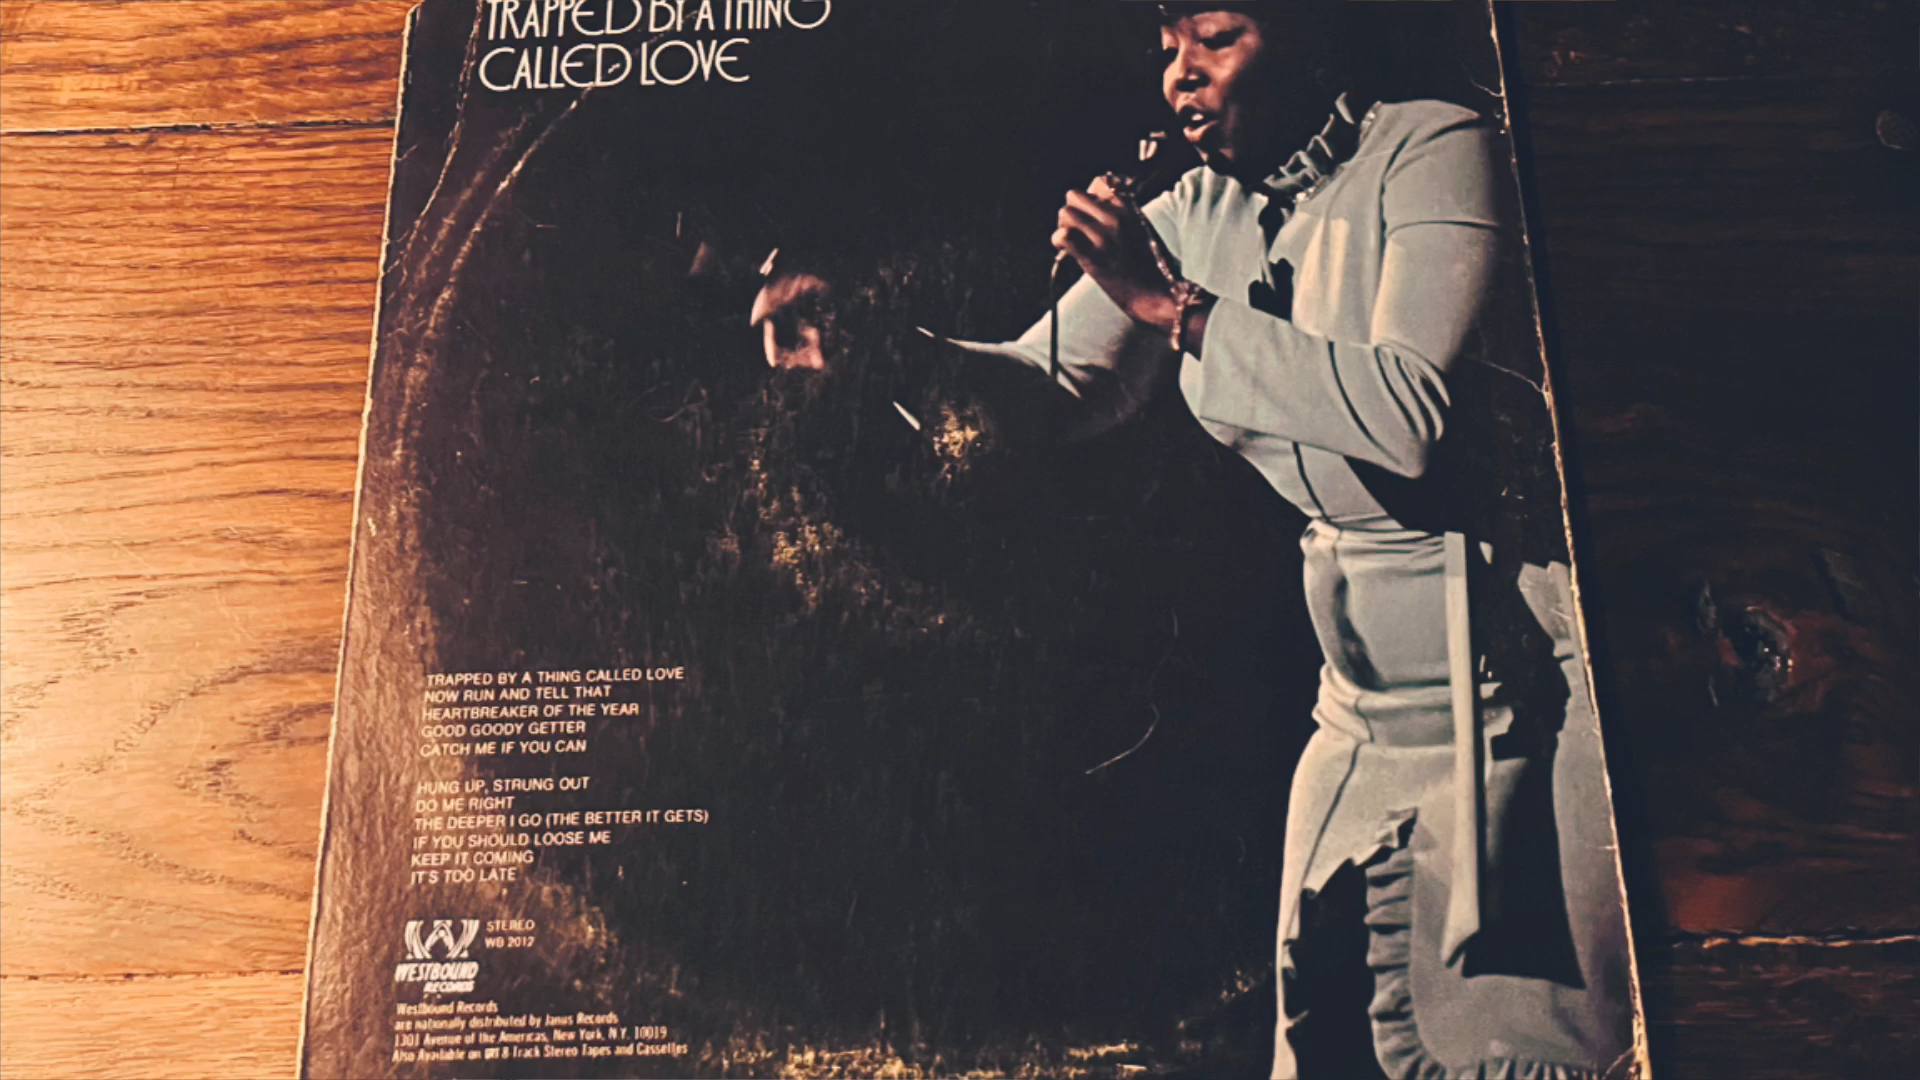 TRAPPED BY A THING
CALLED LOVE
TRAPPED BY A THING CALLED LOVE
NOW RUN AND TELL THAT
HEARTBREAKER OF THE YEAR
GOOD GOODY GETTER
CATCH ME IF YOU CAN
HUNG UP, STRUNG OUT
DO ME RIGHT
THE DEEPER I GO (THE BETTER IT GETS)
IF YOU SHOULD LOOSE ME
KEEP IT COMING
IT'S TOO LATE
STEREO
WB 2012
WESTBOUND
RECORDS
Westbound Records
are nationally distributed by Janus Records
1301 Avenue of the Americas, New York, N.Y. 10019
Also Available on GRT 8 Track Stereo Tapes and Cassettes